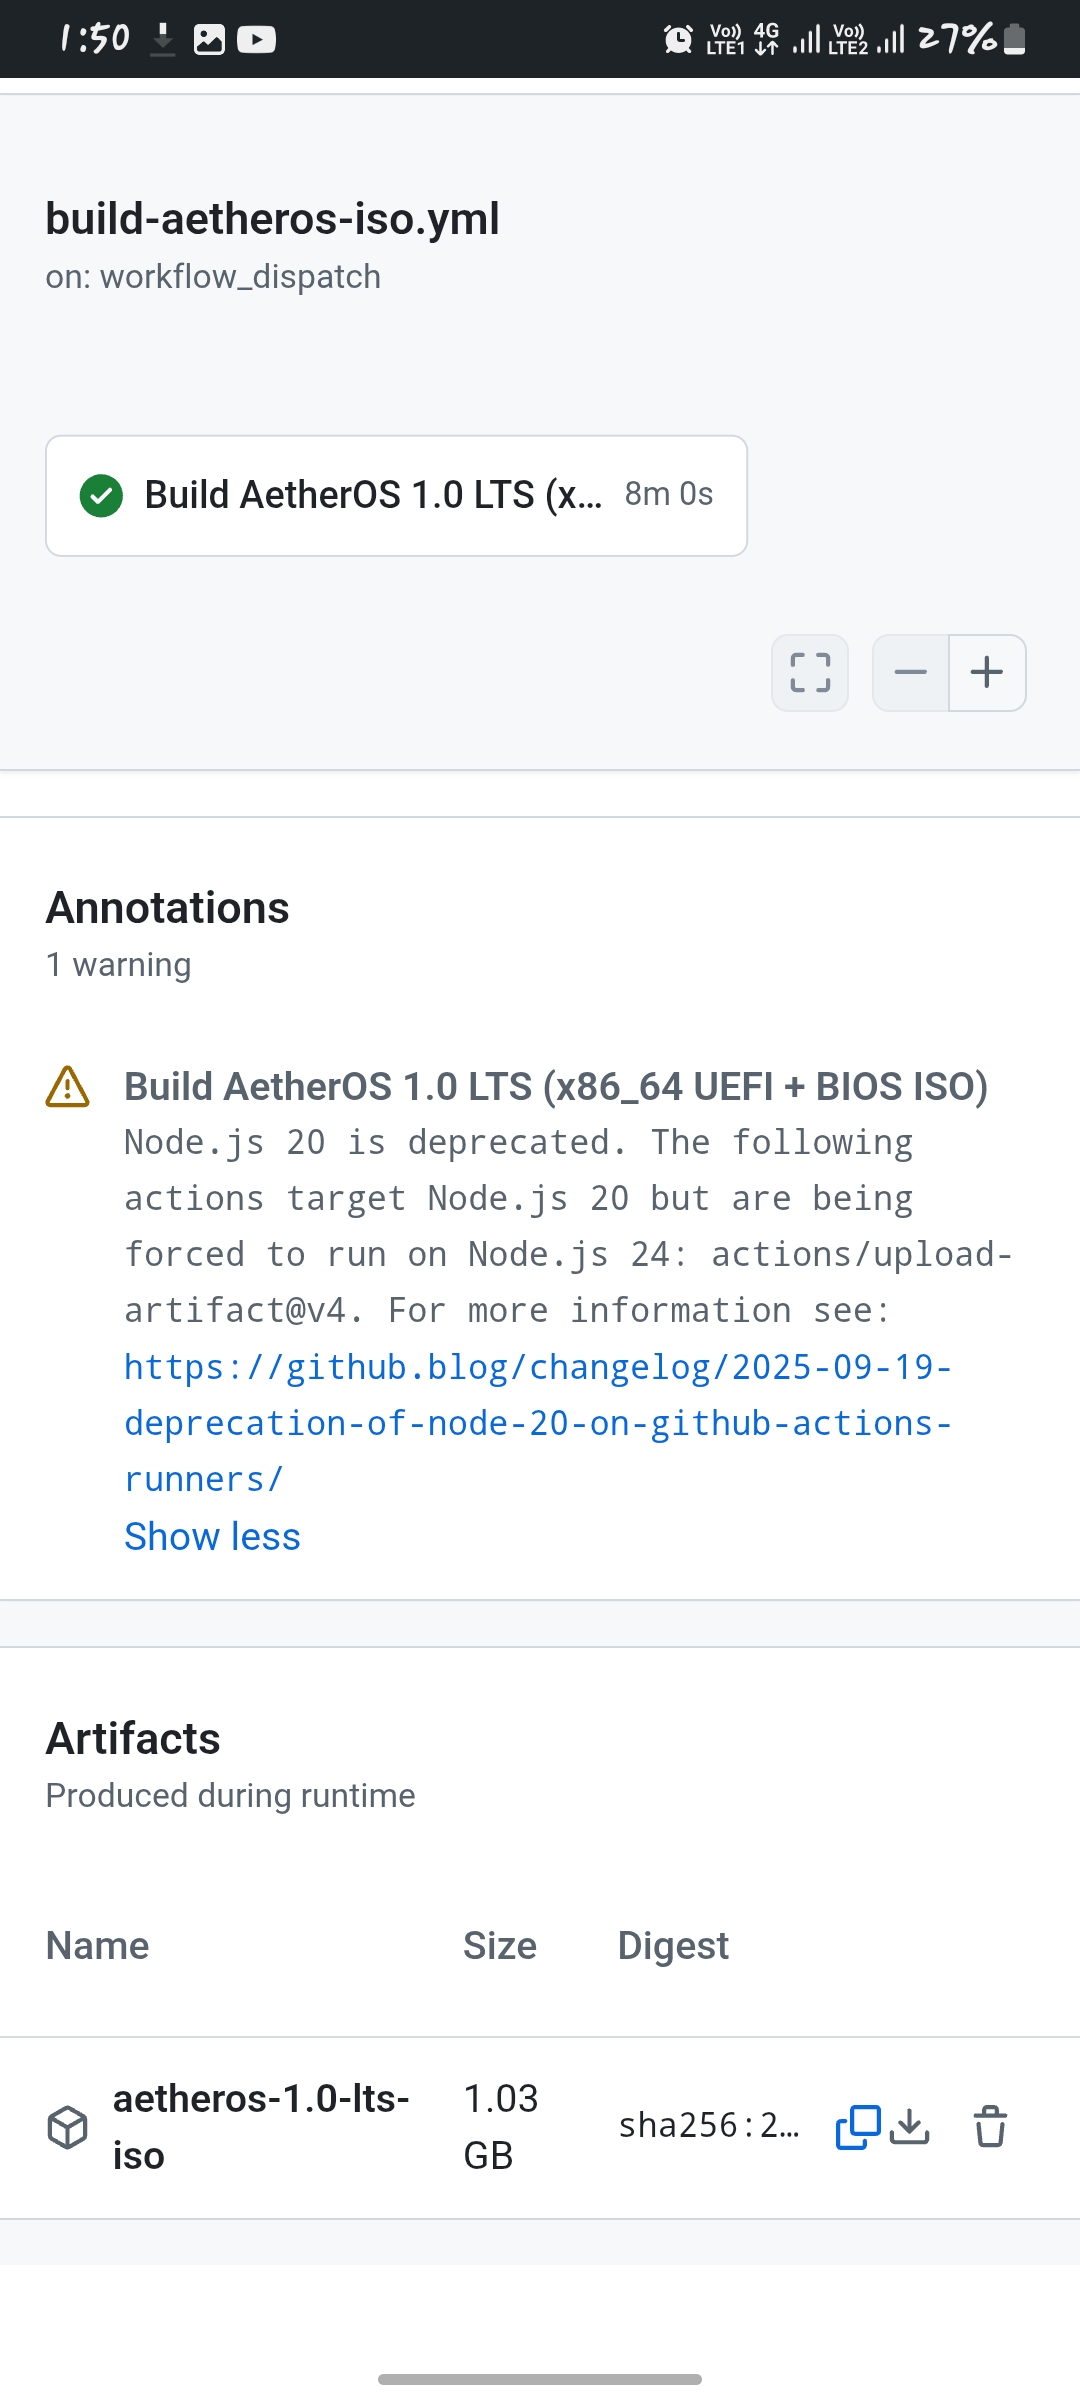 1:50
Vo)) LTE1 4G Vo)) LTE2 27%
build-aetheros-iso.yml
on: workflow_dispatch
Build AetherOS 1.0 LTS (x... 8m 0s
Annotations
1 warning
Build AetherOS 1.0 LTS (x86_64 UEFI + BIOS ISO)
Node.js 20 is deprecated. The following
actions target Node.js 20 but are being
forced to run on Node.js 24: actions/upload-
artifact@v4. For more information see:
https://github.blog/changelog/2025-09-19-
deprecation-of-node-20-on-github-actions-
runners/
Show less
Artifacts
Produced during runtime
Name Size Digest
aetheros-1.0-lts-
iso
1.03
GB
sha256:2...